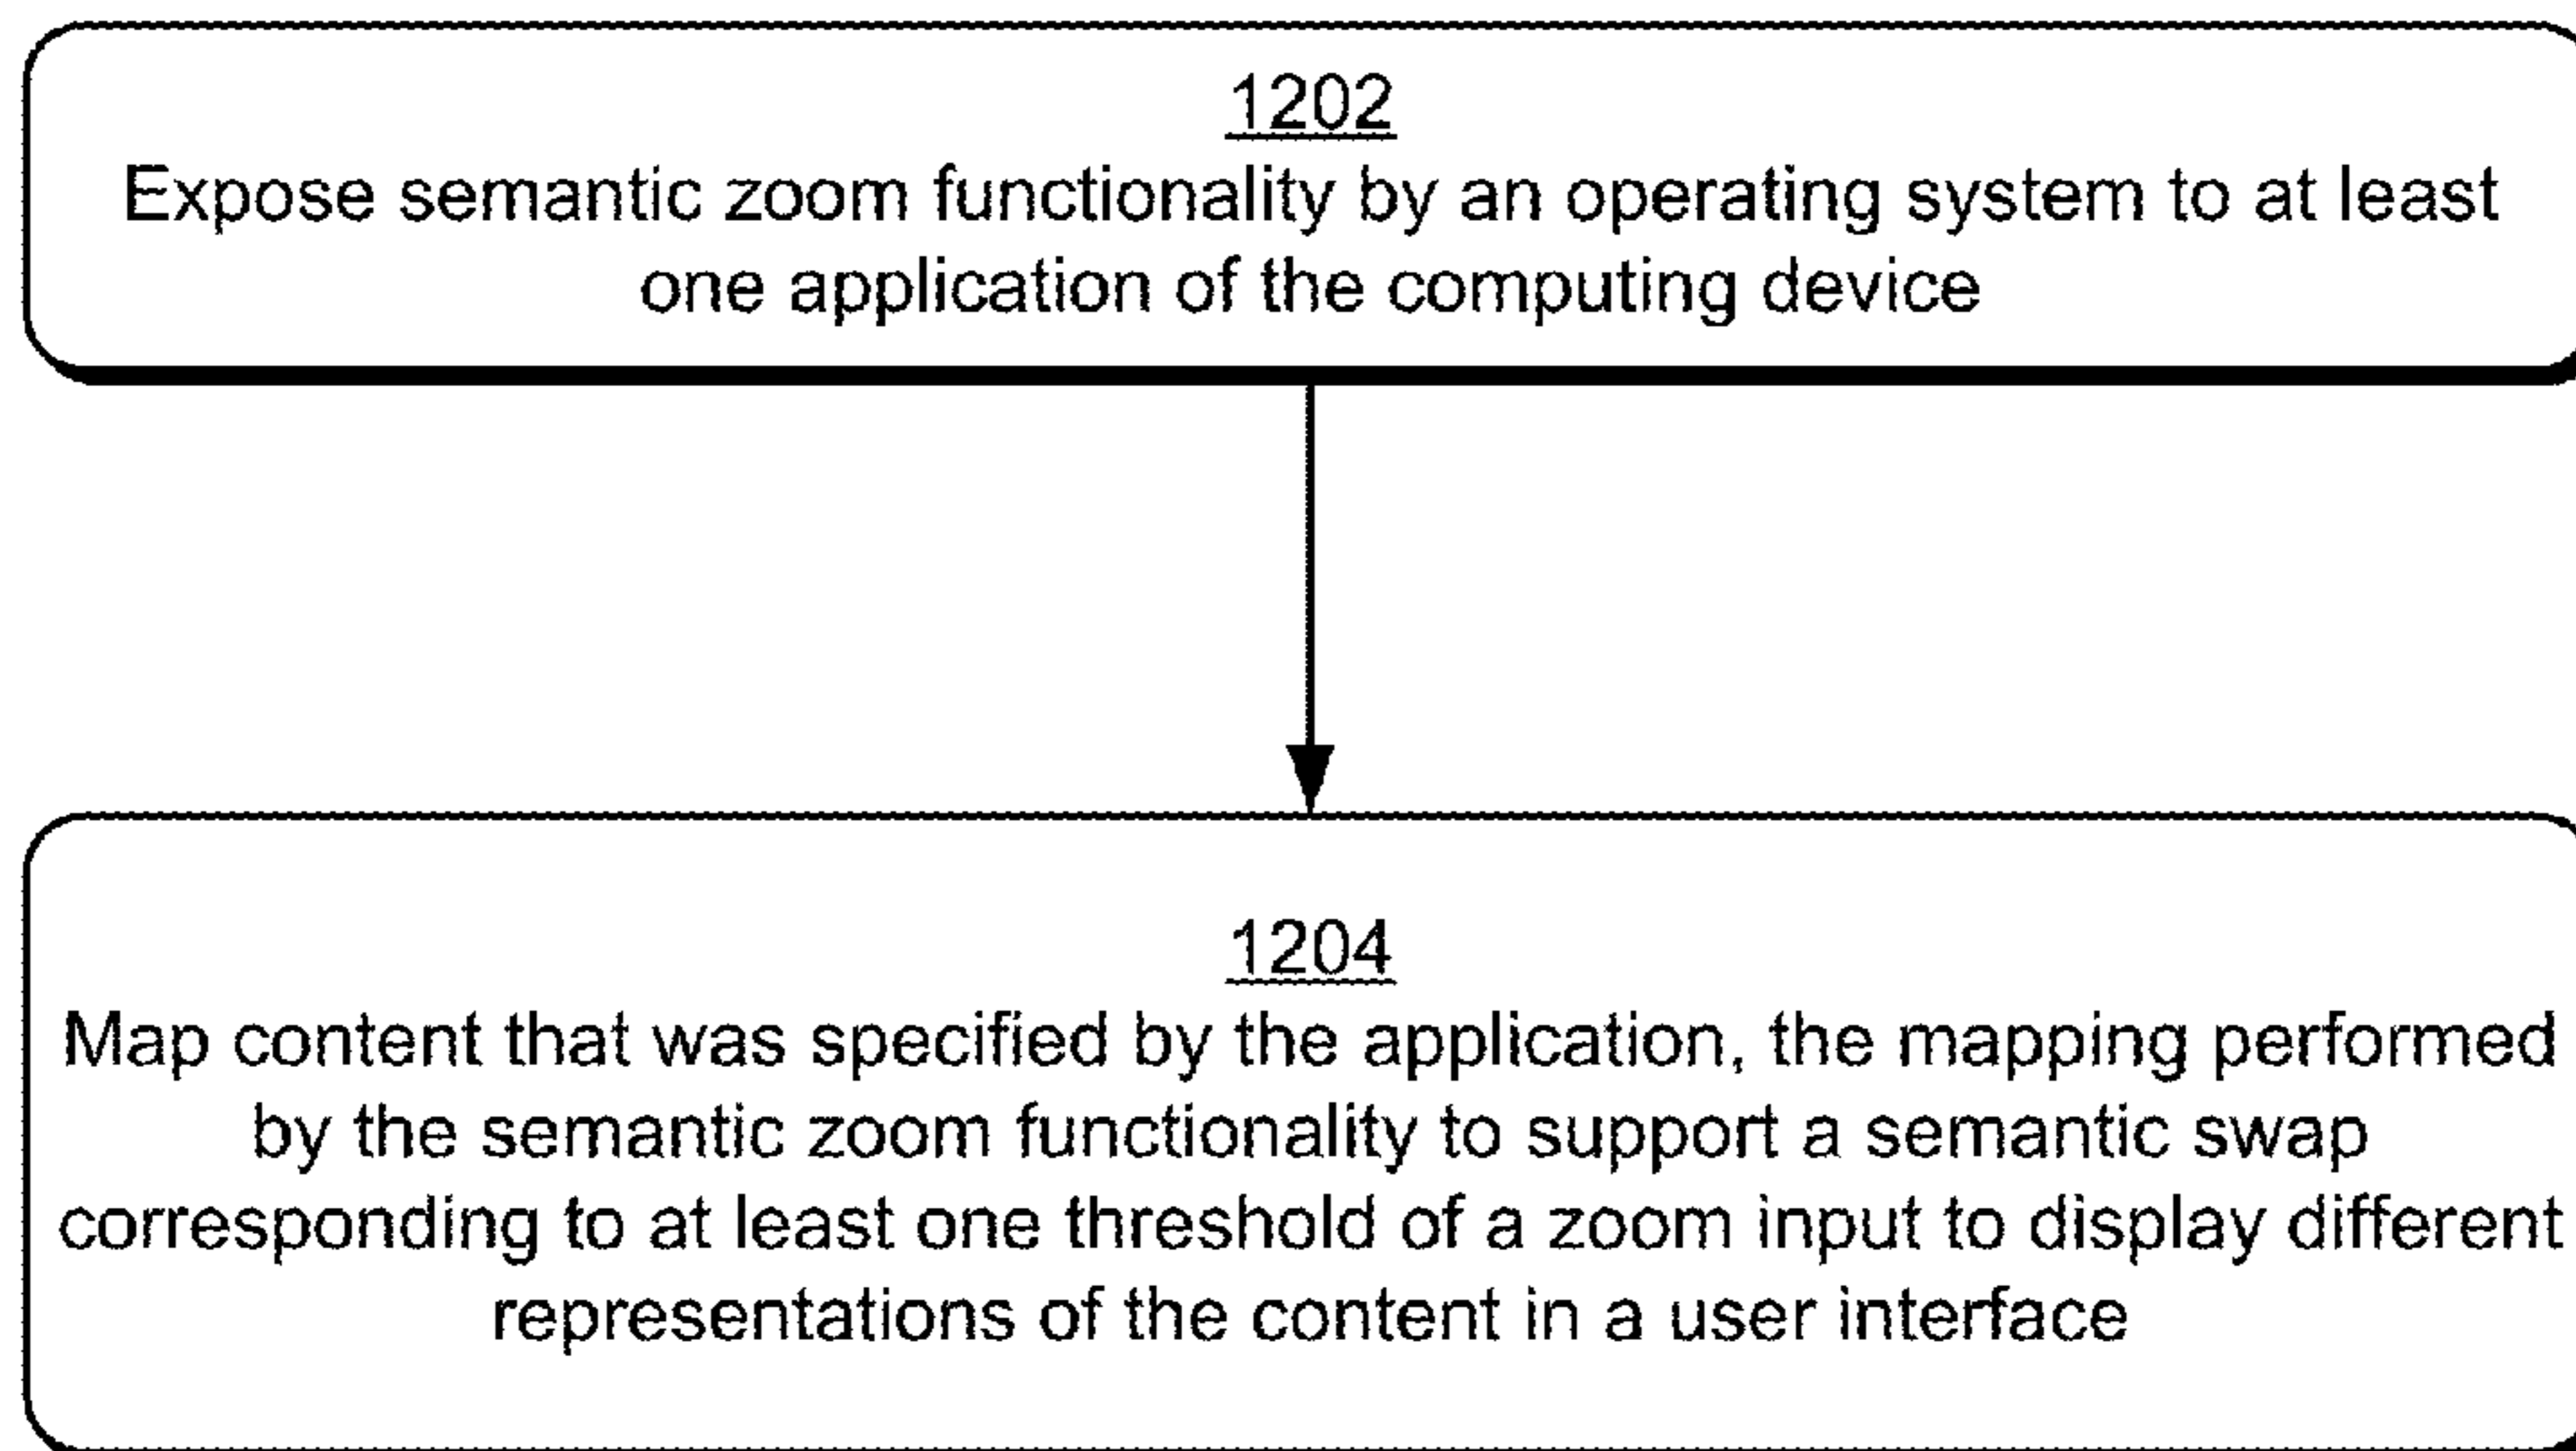 1202
Expose semantic zoom functionality by an operating system to at least
one application of the computing device
1204
Map content that was specified by the application, the mapping performed
by the semantic zoom functionality to support a semantic swap
corresponding to at least one threshold of a zoom input to display different
representations of the content in a user interface